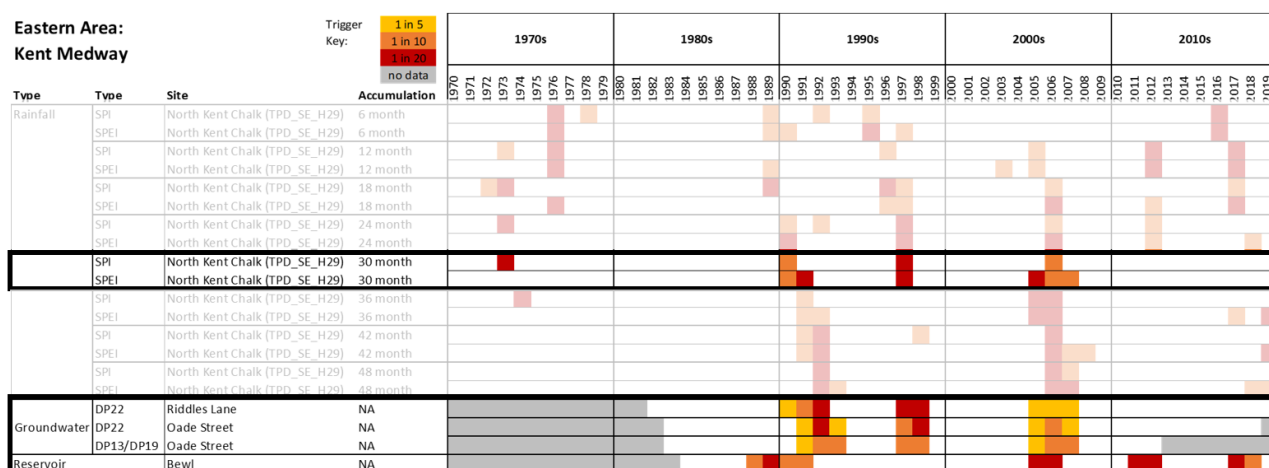 Eastern Area:
Kent Medway
Trigger Key:
1 in 5
1 in 10
1 in 20
no data
1970s 1980s 1990s 2000s 2010s
Type Type Site Accumulation 1970 1971 1972 1973 1974 1975 1976 1977 1978 1979 1980 1981 1982 1983 1984 1985 1986 1987 1988 1989 1990 1991 1992 1993 1994 1995 1996 1997 1998 1999 2000 2001 2002 2003 2004 2005 2006 2007 2008 2009 2010 2011 2012 2013 2014 2015 2016 2017 2018 2019
Rainfall SPI North Kent Chalk (TPD_SE_H29) 6 month
SPEI North Kent Chalk (TPD_SE_H29) 6 month
SPI North Kent Chalk (TPD_SE_H29) 12 month
SPEI North Kent Chalk (TPD_SE_H29) 12 month
SPI North Kent Chalk (TPD_SE_H29) 18 month
SPEI North Kent Chalk (TPD_SE_H29) 18 month
SPI North Kent Chalk (TPD_SE_H29) 24 month
SPEI North Kent Chalk (TPD_SE_H29) 24 month
SPI North Kent Chalk (TPD_SE_H29) 30 month
SPEI North Kent Chalk (TPD_SE_H29) 30 month
SPI North Kent Chalk (TPD_SE_H29) 36 month
SPEI North Kent Chalk (TPD_SE_H29) 36 month
SPI North Kent Chalk (TPD_SE_H29) 42 month
SPEI North Kent Chalk (TPD_SE_H29) 42 month
SPI North Kent Chalk (TPD_SE_H29) 48 month
SPEI North Kent Chalk (TPD_SE_H29) 48 month
DP22 Riddles Lane NA
Groundwater DP22 Oade Street NA
DP13/DP19 Oade Street NA
Reservoir Bewl NA